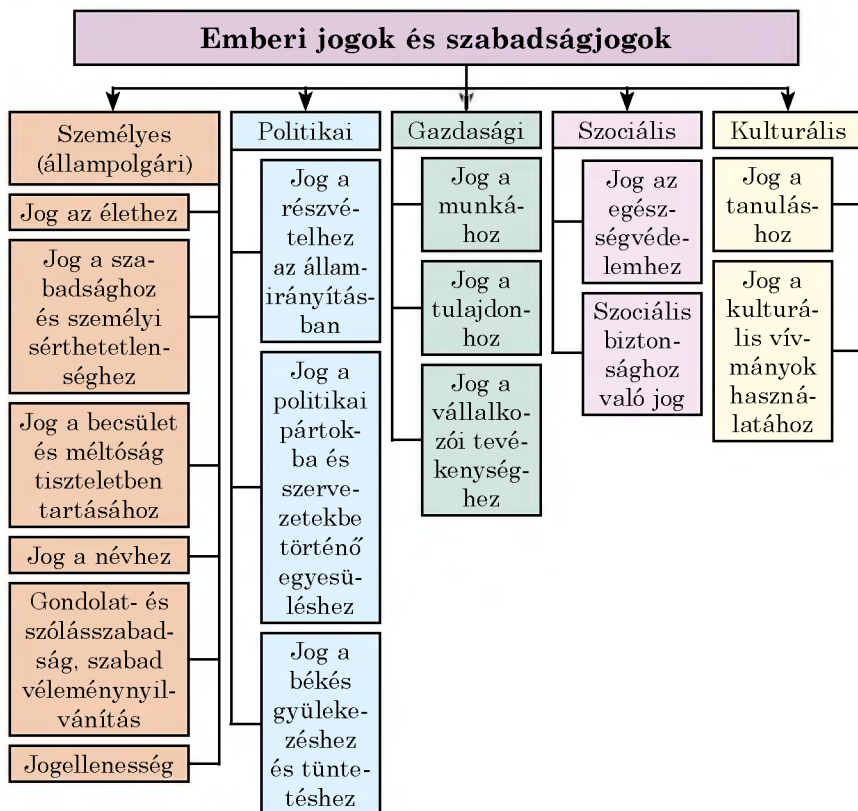 Emberi jogok és szabadságjogok
Személyes
(állampolgári)
Jog az élethez
Jog a sza-
badsághoz
és személyi
sérthetetlen-
séghez
Jog a becsület
és méltóság
tiszteletben
tartásához
Jog a névhez
Gondolat- és
szólásszabad-
ság, szabad
véleménynyil-
vánítás
Jogellenesség
Politikai
Jog a
részvé-
telhez
az állam-
irányítás-
ban
Jog a
politikai
pártok-
ba és
szerve-
zetekbe
történő
egyesü-
léshez
Jog a
békés
gyüleke-
zéshez
és tünte-
téshez
Gazdasági
Jog a
munká-
hoz
Jog a
tulajdon-
hoz
Jog a
vállalko-
zói tevé-
kenység-
hez
Szociális
Jog az
egész-
ségvéde-
lemhez
Szociális
bizton-
sághoz
való jog
Kulturális
Jog a
tanulás-
hoz
Jog a
kulturá-
lis vív-
mányok
haszná-
latához